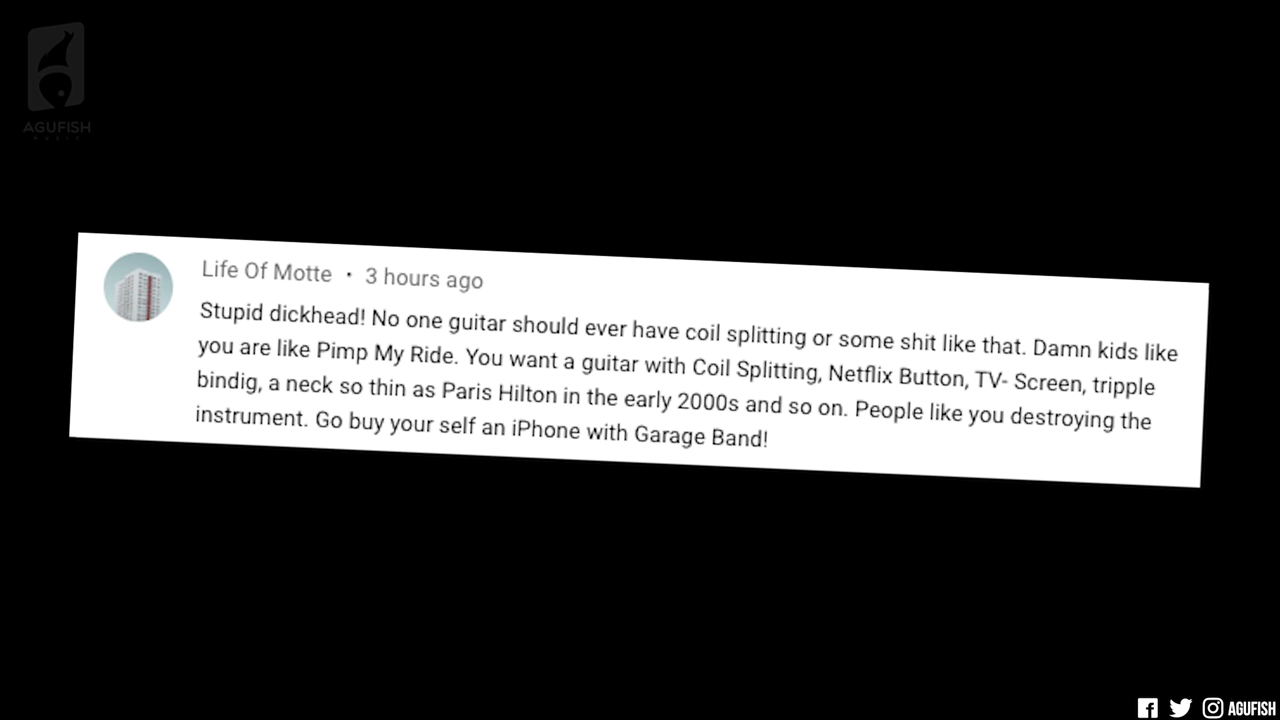 AGUFISH
MUSIC
Life Of Motte • 3 hours ago
Stupid dickhead! No one guitar should ever have coil splitting or some shit like that. Damn kids like
you are like Pimp My Ride. You want a guitar with Coil Splitting, Netflix Button, TV- Screen, tripple
bindig, a neck so thin as Paris Hilton in the early 2000s and so on. People like you destroying the
instrument. Go buy your self an iPhone with Garage Band!
AGUFISH